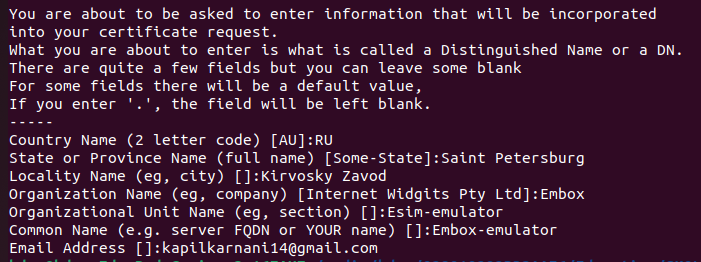 You are about to be asked to enter information that will be incorporated
into your certificate request.
What you are about to enter is what is called a Distinguished Name or a DN.
There are quite a few fields but you can leave some blank
For some fields there will be a default value,
If you enter '.', the field will be left blank.
-----
Country Name (2 letter code) [AU]:RU
State or Province Name (full name) [Some-State]:Saint Petersburg
Locality Name (eg, city) []:Kirvosky Zavod
Organization Name (eg, company) [Internet Widgits Pty Ltd]:Embox
Organizational Unit Name (eg, section) []:Esim-emulator
Common Name (e.g. server FQDN or YOUR name) []:Embox-emulator
Email Address []:kapilkarnani14@gmail.com